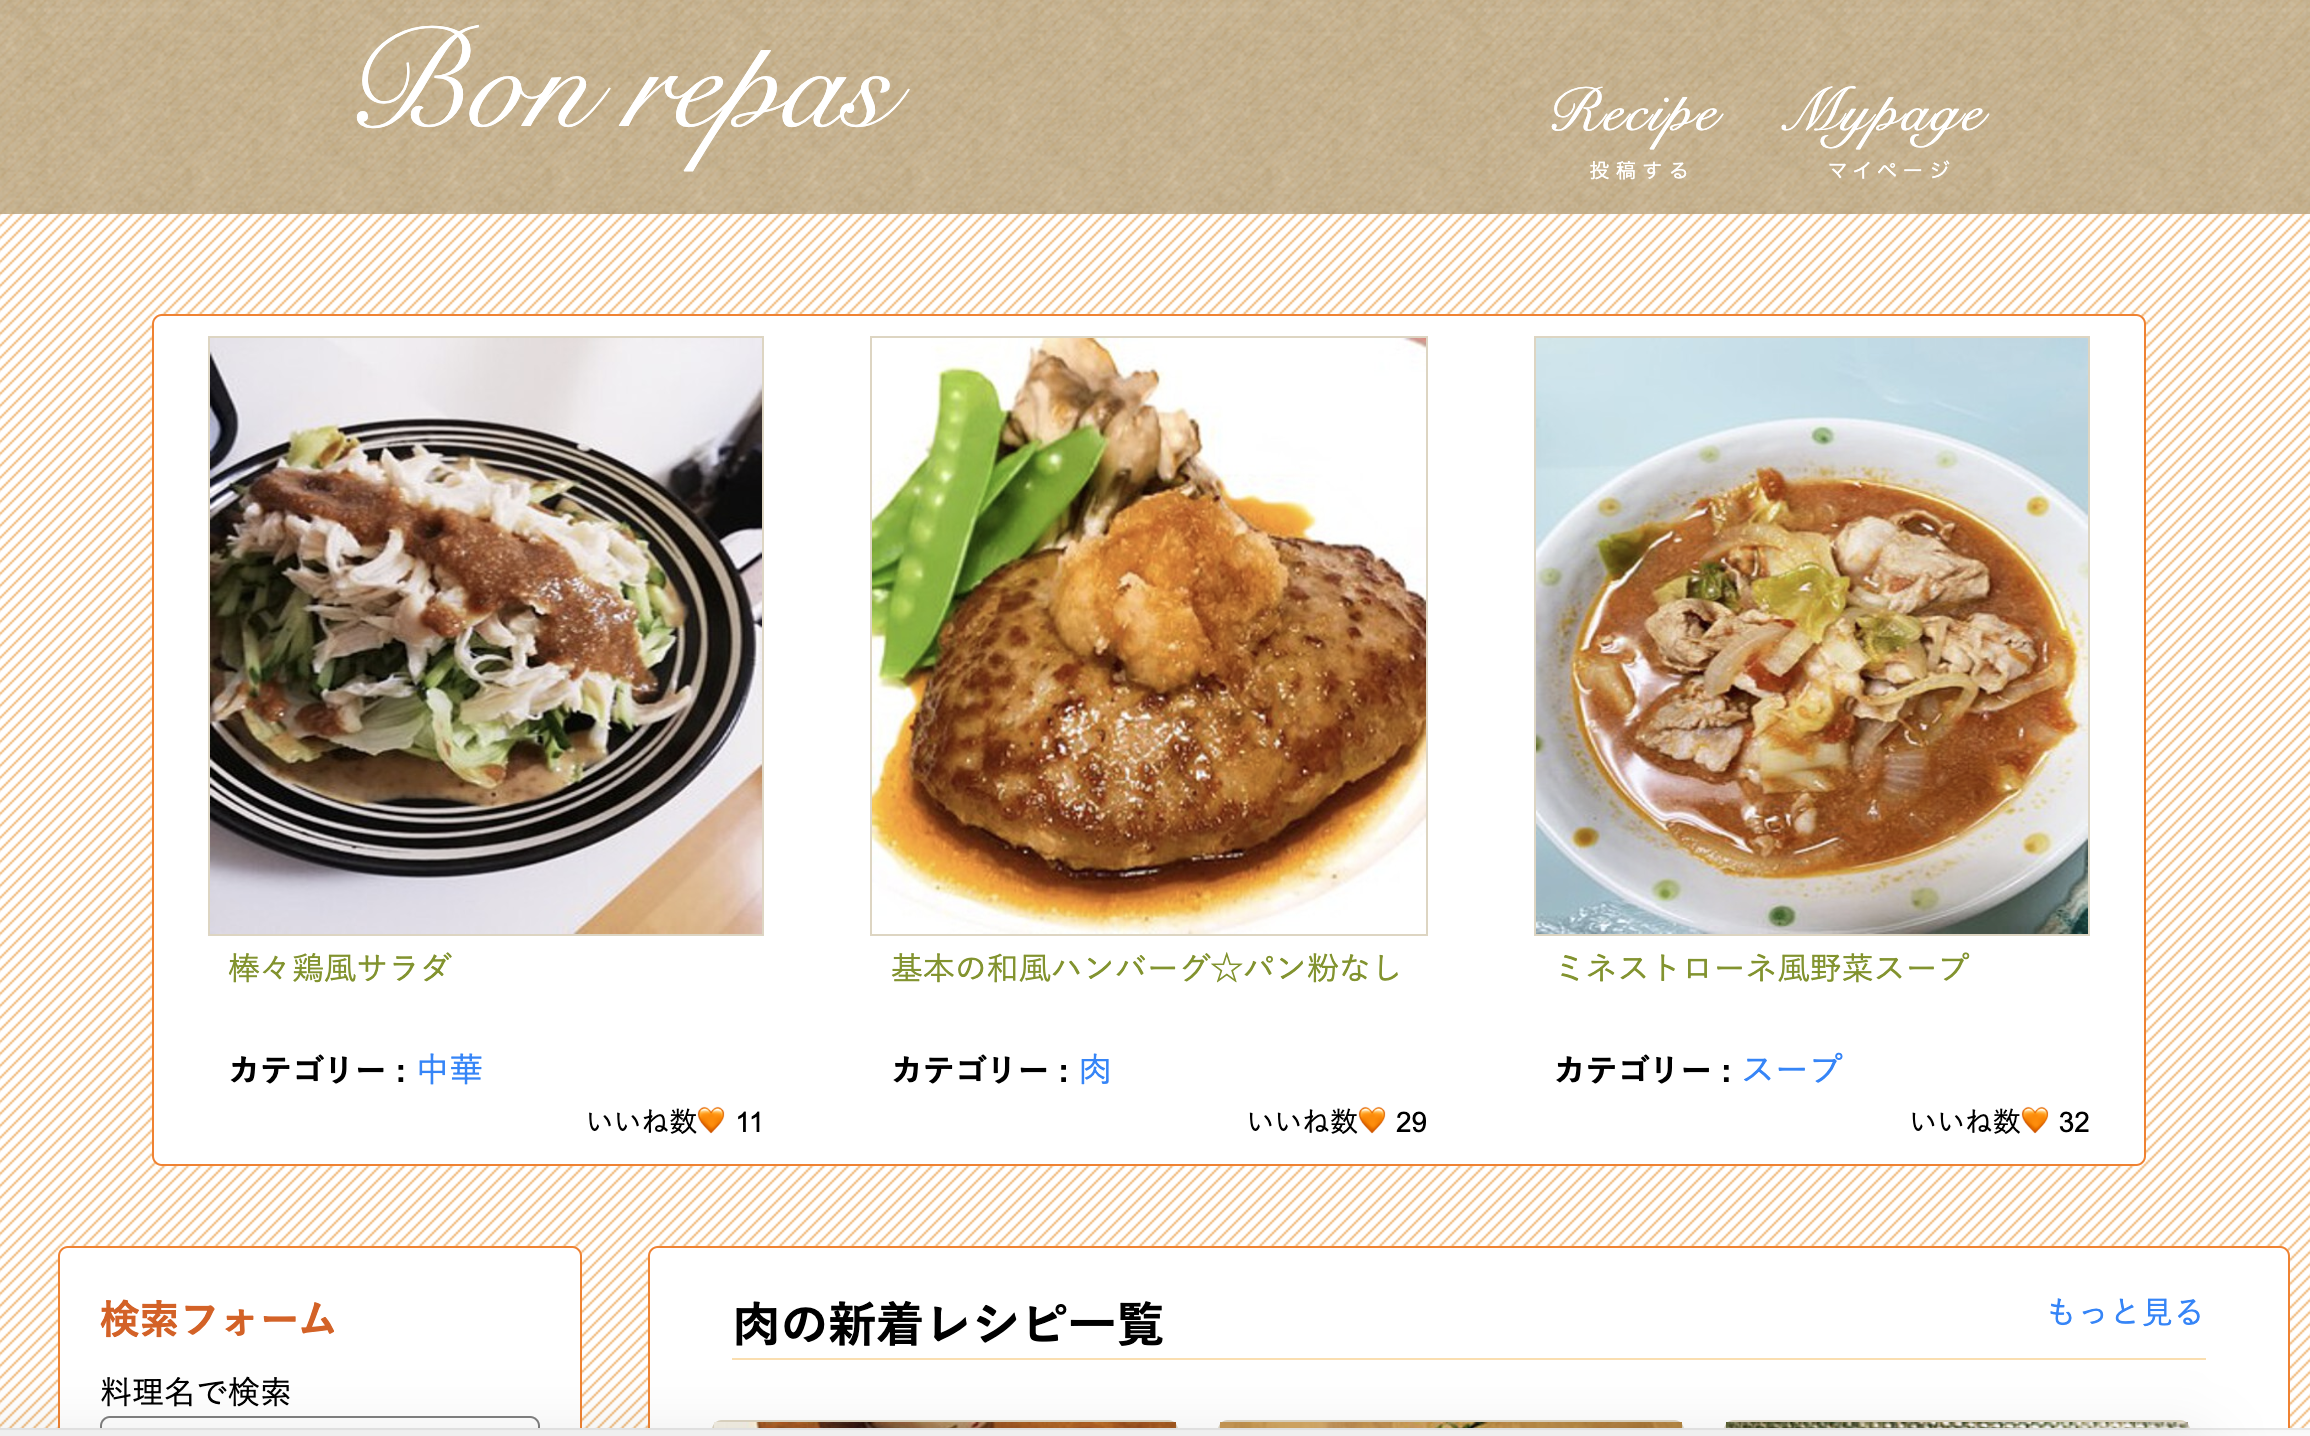 Bon repas
Recipe
投稿する
Mypage
マイページ
棒々鶏風サラダ
カテゴリー : 中華
いいね数🧡 11
基本の和風ハンバーグ☆パン粉なし
カテゴリー : 肉
いいね数🧡 29
ミネストローネ風野菜スープ
カテゴリー : スープ
いいね数🧡 32
検索フォーム
料理名で検索
肉の新着レシピ一覧
もっと見る